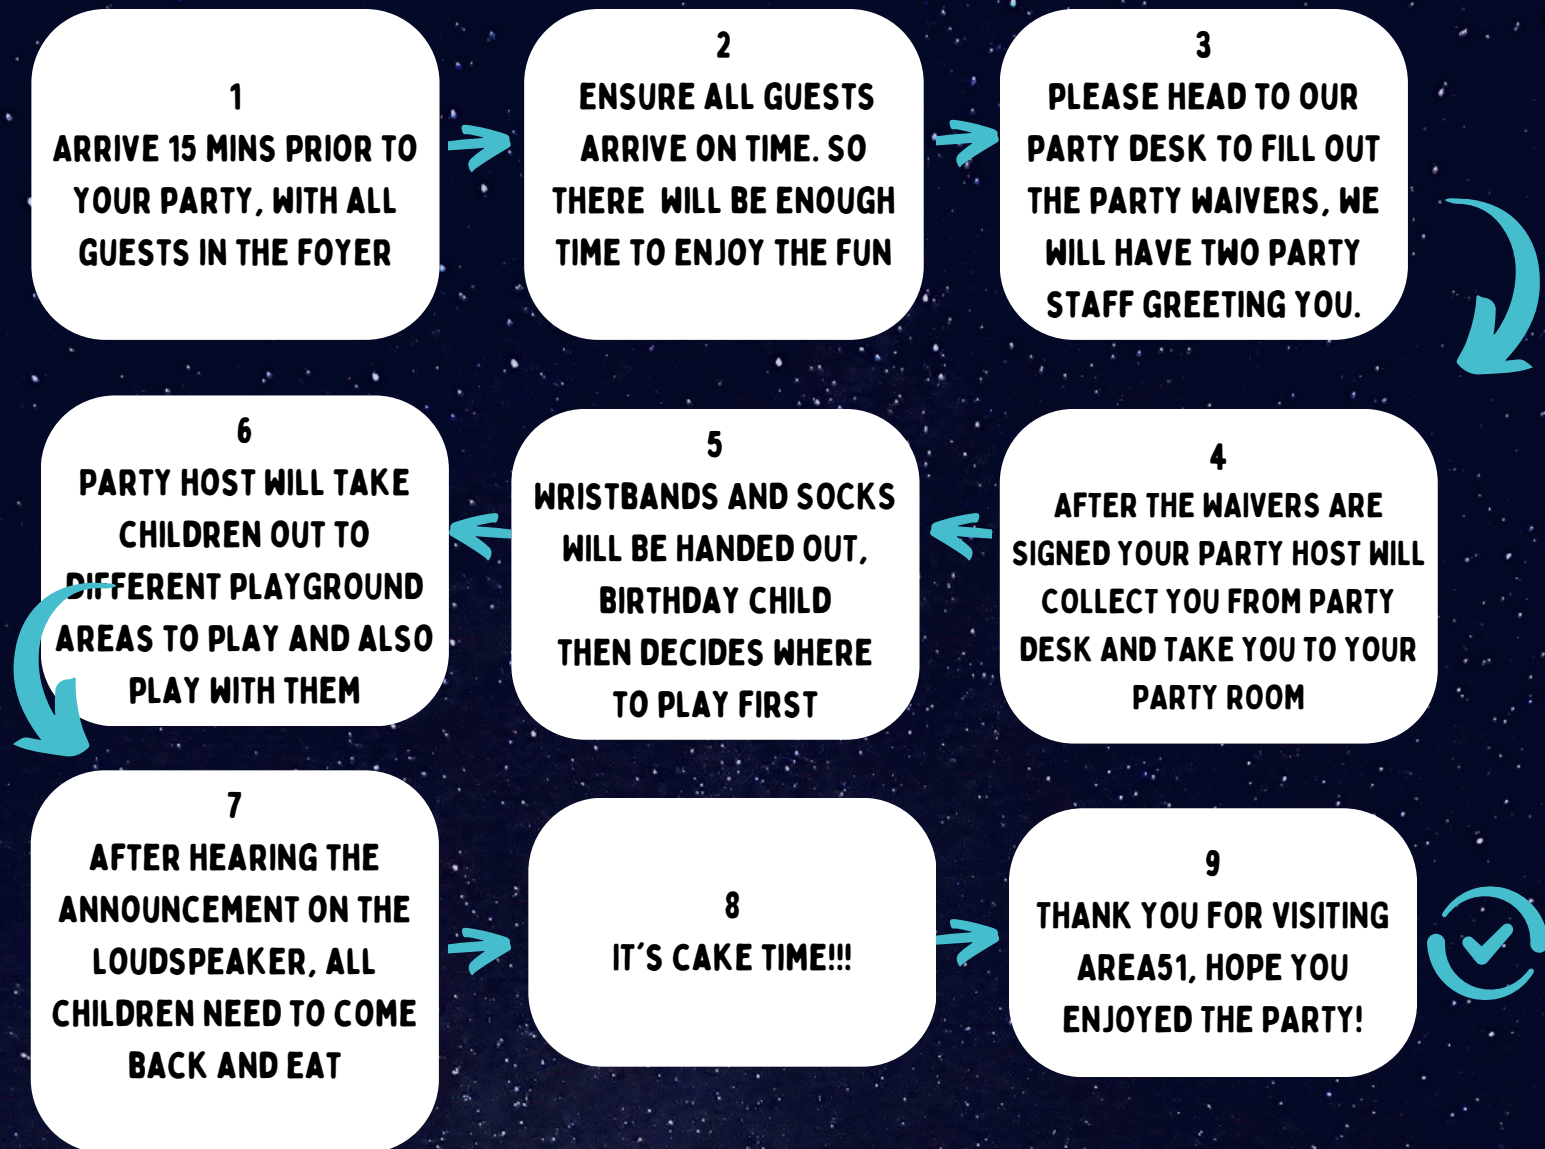 1
ARRIVE 15 MINS PRIOR TO
YOUR PARTY, WITH ALL
GUESTS IN THE FOYER
2
ENSURE ALL GUESTS
ARRIVE ON TIME. SO
THERE WILL BE ENOUGH
TIME TO ENJOY THE FUN
3
PLEASE HEAD TO OUR
PARTY DESK TO FILL OUT
THE PARTY WAIVERS, WE
WILL HAVE TWO PARTY
STAFF GREETING YOU.
4
AFTER THE WAIVERS ARE
SIGNED YOUR PARTY HOST WILL
COLLECT YOU FROM PARTY
DESK AND TAKE YOU TO YOUR
PARTY ROOM
5
WRISTBANDS AND SOCKS
WILL BE HANDED OUT,
BIRTHDAY CHILD
THEN DECIDES WHERE
TO PLAY FIRST
6
PARTY HOST WILL TAKE
CHILDREN OUT TO
DIFFERENT PLAYGROUND
AREAS TO PLAY AND ALSO
PLAY WITH THEM
7
AFTER HEARING THE
ANNOUNCEMENT ON THE
LOUDSPEAKER, ALL
CHILDREN NEED TO COME
BACK AND EAT
8
IT'S CAKE TIME!!!
9
THANK YOU FOR VISITING
AREA51, HOPE YOU
ENJOYED THE PARTY!